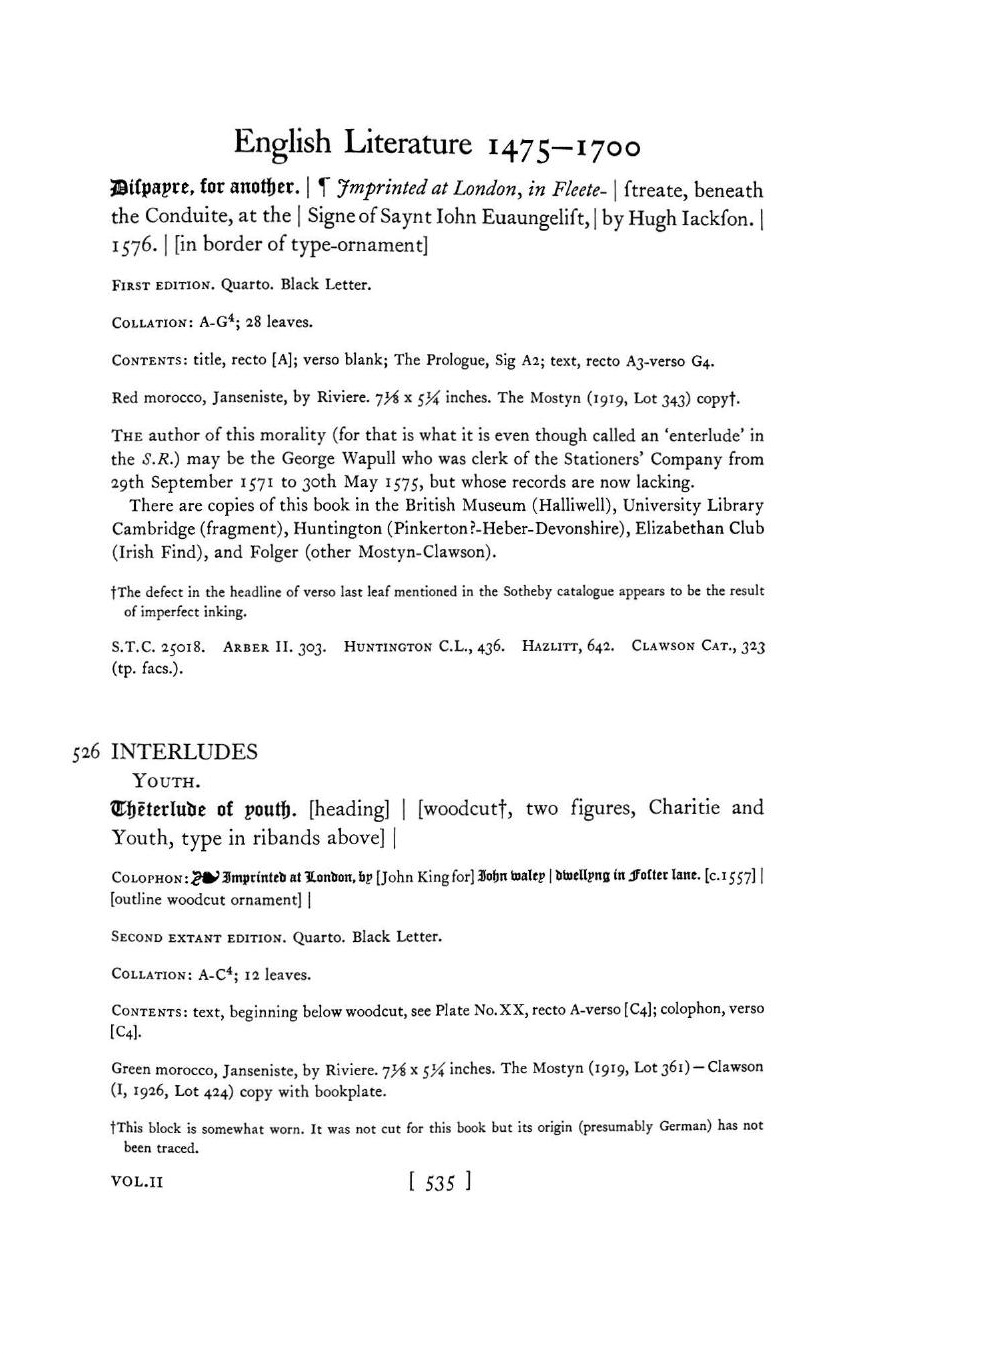 English Literature 1475—1700
Diſpayre, for another. | ¶ Imprinted at London, in Fleete- | ſtreate, beneath
the Conduite, at the | Signe of Saynt Iohn Euaungeliſt, | by Hugh Iackſon. |
1576. | [in border of type-ornament]
First edition. Quarto. Black Letter.
Collation: A-G⁴; 28 leaves.
Contents: title, recto [A]; verso blank; The Prologue, Sig A2; text, recto A3-verso G4.
Red morocco, Janseniste, by Riviere. 7⅛ x 5¼ inches. The Mostyn (1919, Lot 343) copy†.
The author of this morality (for that is what it is even though called an ‘enterlude’ in
the S.R.) may be the George Wapull who was clerk of the Stationers’ Company from
29th September 1571 to 30th May 1575, but whose records are now lacking.
There are copies of this book in the British Museum (Halliwell), University Library
Cambridge (fragment), Huntington (Pinkerton?-Heber-Devonshire), Elizabethan Club
(Irish Find), and Folger (other Mostyn-Clawson).
†The defect in the headline of verso last leaf mentioned in the Sotheby catalogue appears to be the result
of imperfect inking.
S.T.C. 25018. Arber II. 303. Huntington C.L., 436. Hazlitt, 642. Clawson Cat., 323
(tp. facs.).
526 INTERLUDES
Youth.
Thēterlude of youth. [heading] | [woodcut†, two figures, Charitie and
Youth, type in ribands above] |
Colophon: Imprinted at London, by [John King for] John waley | dwellyng in Foſter lane. [c.1557] |
[outline woodcut ornament] |
Second extant edition. Quarto. Black Letter.
Collation: A-C⁴; 12 leaves.
Contents: text, beginning below woodcut, see Plate No.XX, recto A-verso [C4]; colophon, verso
[C4].
Green morocco, Janseniste, by Riviere. 7⅛ x 5¼ inches. The Mostyn (1919, Lot 361)—Clawson
(I, 1926, Lot 424) copy with bookplate.
†This block is somewhat worn. It was not cut for this book but its origin (presumably German) has not
been traced.
VOL.II [ 535 ]